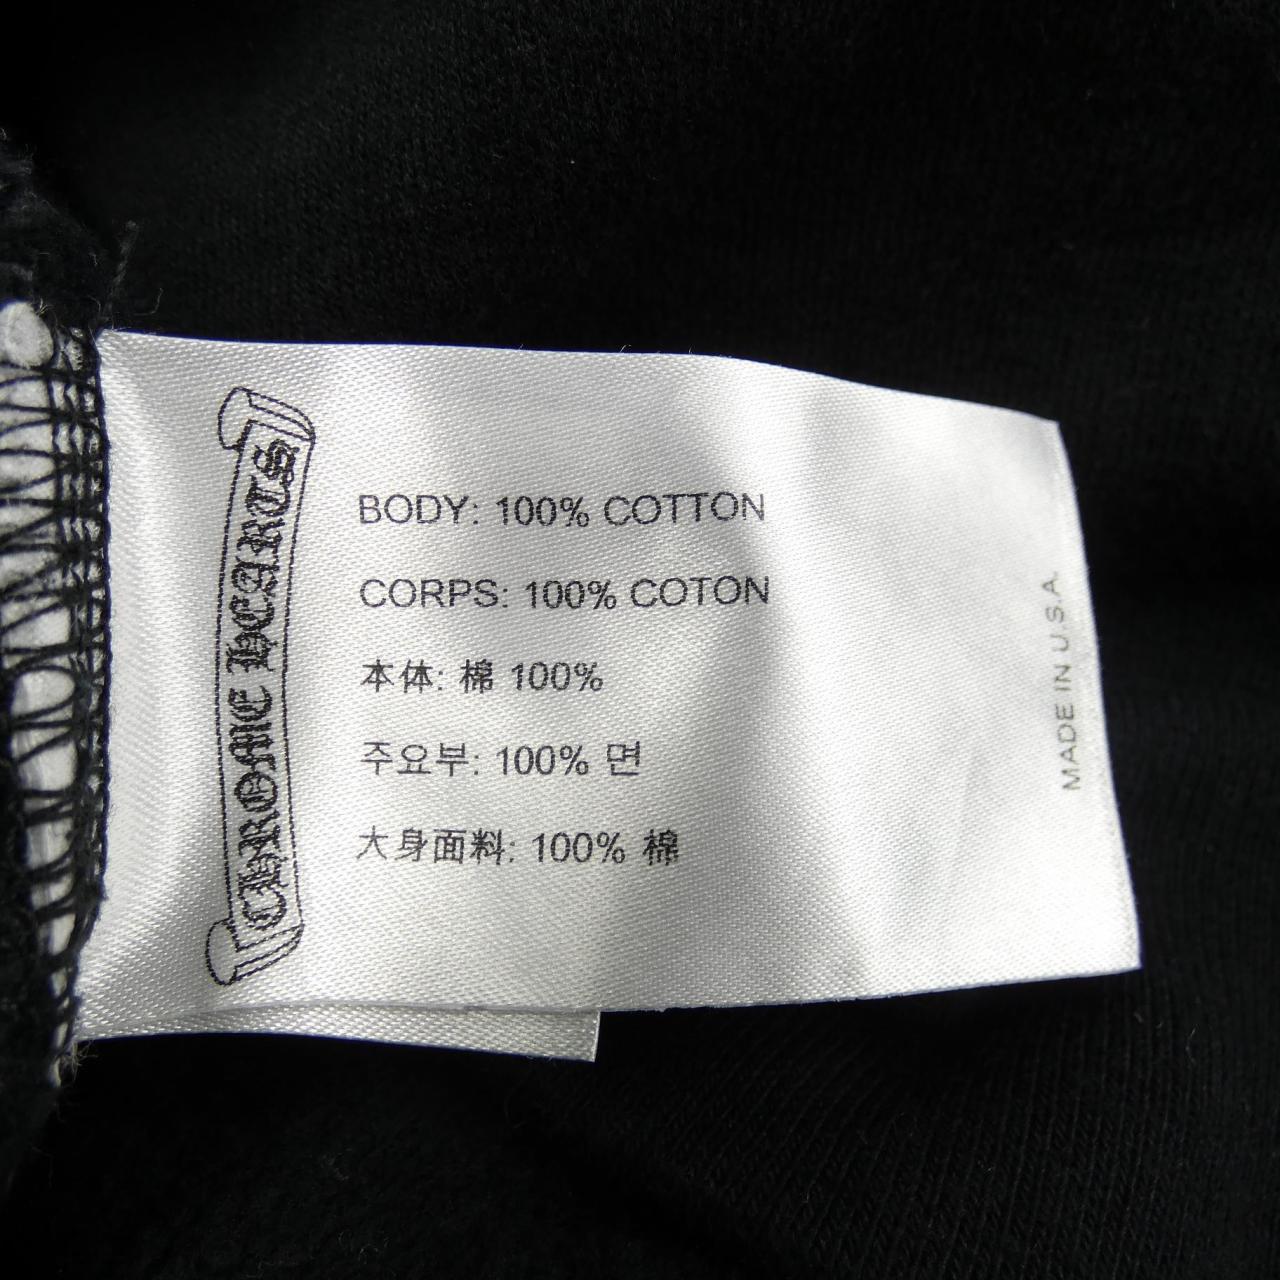 CHROME HEARTS
BODY: 100% COTTON
CORPS: 100% COTON
本体: 棉 100%
주요부: 100% 면
大身面料: 100% 棉
MADE IN U.S.A.